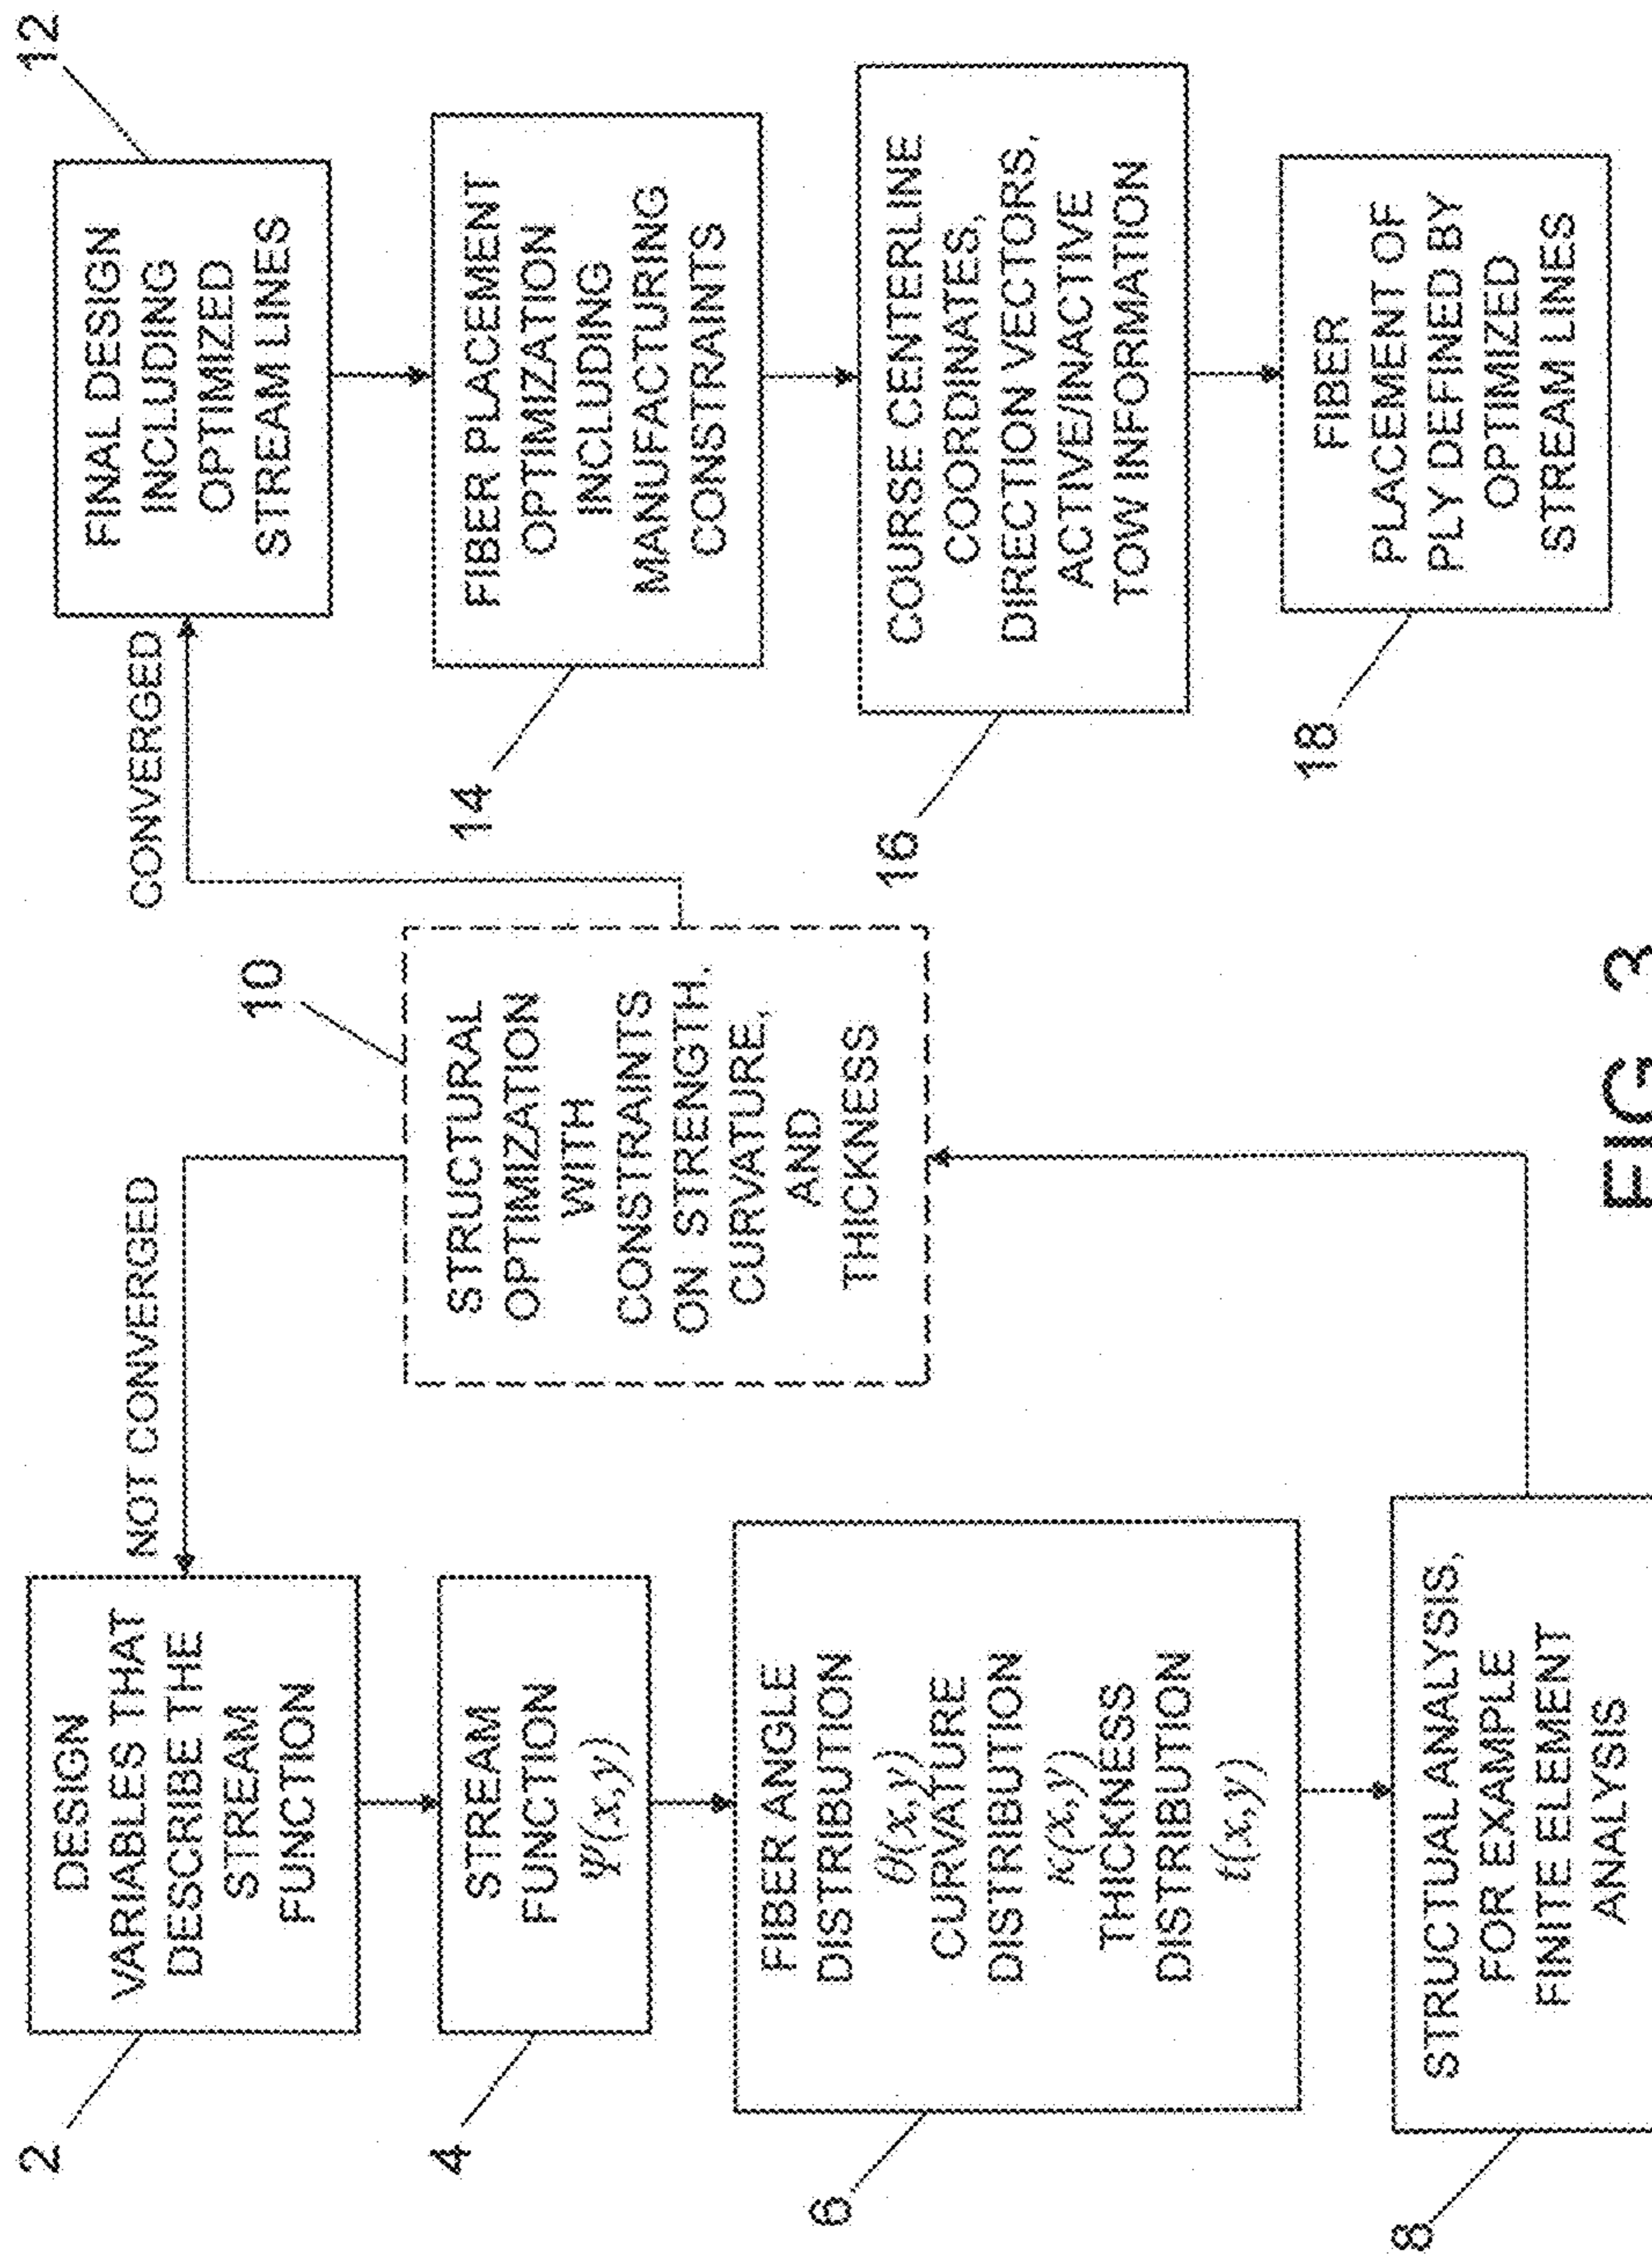 2
DESIGN
VARIABLES THAT
DESCRIBE THE
STREAM
FUNCTION
4
STREAM
FUNCTION
Ψ(x,y)
6
FIBER ANGLE
DISTRIBUTION
θ(x,y)
CURVATURE
DISTRIBUTION
κ(x,y)
THICKNESS
DISTRIBUTION
t(x,y)
8
STRUCTUAL ANALYSIS,
FOR EXAMPLE
FINITE ELEMENT
ANALYSIS
NOT CONVERGED
10
STRUCTURAL
OPTIMIZATION
WITH
CONSTRAINTS
ON STRENGTH,
CURVATURE,
AND
THICKNESS
CONVERGED
12
FINAL DESIGN
INCLUDING
OPTIMIZED
STREAM LINES
14
FIBER PLACEMENT
OPTIMIZATION
INCLUDING
MANUFACTURING
CONSTRAINTS
16
COURSE CENTERLINE
COORDINATES,
DIRECTION VECTORS,
ACTIVE/INACTIVE
TOW INFORMATION
18
FIBER
PLACEMENT OF
PLY DEFINED BY
OPTIMIZED
STREAM LINES
FIG 3